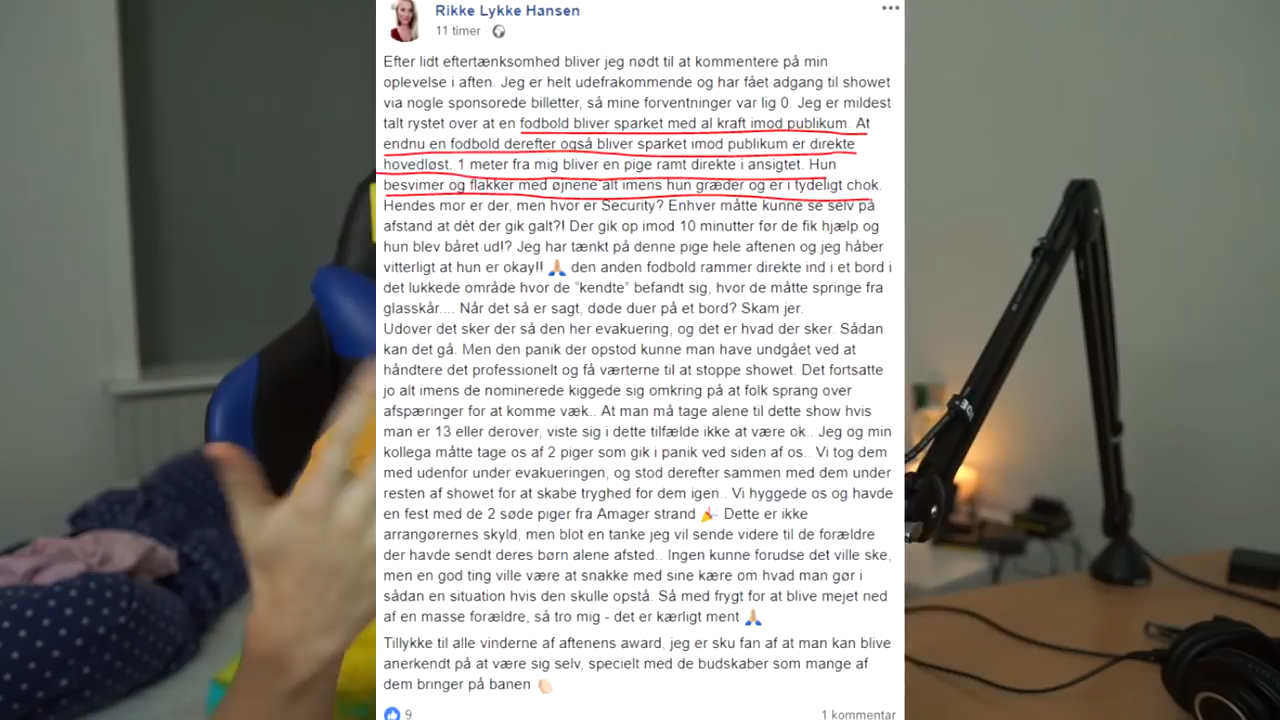 Rikke Lykke Hansen
11 timer
Efter lidt eftertænksomhed bliver jeg nødt til at kommentere på min
oplevelse i aften. Jeg er helt udefrakommende og har fået adgang til showet
via nogle sponsorede billetter, så mine forventninger var lig 0. Jeg er mildest
talt rystet over at en fodbold bliver sparket med al kraft imod publikum. At
endnu en fodbold derefter også bliver sparket imod publikum er direkte
hovedløst. 1 meter fra mig bliver en pige ramt direkte i ansigtet. Hun
besvimer og flakker med øjnene alt imens hun græder og er i tydeligt chok.
Hendes mor er der, men hvor er Security? Enhver måtte kunne se selv på
afstand at dét der gik galt?! Der gik op imod 10 minutter før de fik hjælp og
hun blev båret ud!? Jeg har tænkt på denne pige hele aftenen og jeg håber
vitterligt at hun er okay!! 🙏🏼 den anden fodbold rammer direkte ind i et bord i
det lukkede område hvor de "kendte" befandt sig, hvor de måtte springe fra
glasskår.... Når det så er sagt, døde duer på et bord? Skam jer.
Udover det sker der så den her evakuering, og det er hvad der sker. Sådan
kan det gå. Men den panik der opstod kunne man have undgået ved at
håndtere det professionelt og få værterne til at stoppe showet. Det fortsatte
jo alt imens de nominerede kiggede sig omkring på at folk sprang over
afspæringer for at komme væk.. At man må tage alene til dette show hvis
man er 13 eller derover, viste sig i dette tilfælde ikke at være ok.. Jeg og min
kollega måtte tage os af 2 piger som gik i panik ved siden af os.. Vi tog dem
med udenfor under evakueringen, og stod derefter sammen med dem under
resten af showet for at skabe tryghed for dem igen.. Vi hyggede os og havde
en fest med de 2 søde piger fra Amager strand 🎉 Dette er ikke
arrangørernes skyld, men blot en tanke jeg vil sende videre til de forældre
der havde sendt deres børn alene afsted.. Ingen kunne forudse det ville ske,
men en god ting ville være at snakke med sine kære om hvad man gør i
sådan en situation hvis den skulle opstå. Så med frygt for at blive mejet ned
af en masse forældre, så tro mig - det er kærligt ment 🙏🏼
Tillykke til alle vinderne af aftenens award, jeg er sku fan af at man kan blive
anerkendt på at være sig selv, specielt med de budskaber som mange af
dem bringer på banen 👏🏻
9
1 kommentar